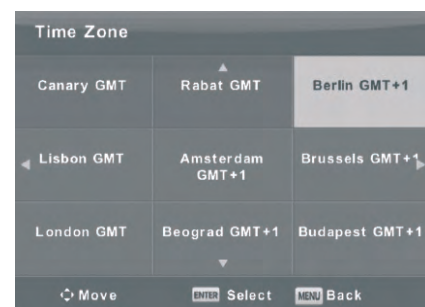 Time Zone
Canary GMT
Rabat GMT
Berlin GMT+1
Lisbon GMT
Amsterdam
GMT+1
Brussels GMT+1
London GMT
Beograd GMT+1
Budapest GMT+1
Move
ENTER Select
MENU Back